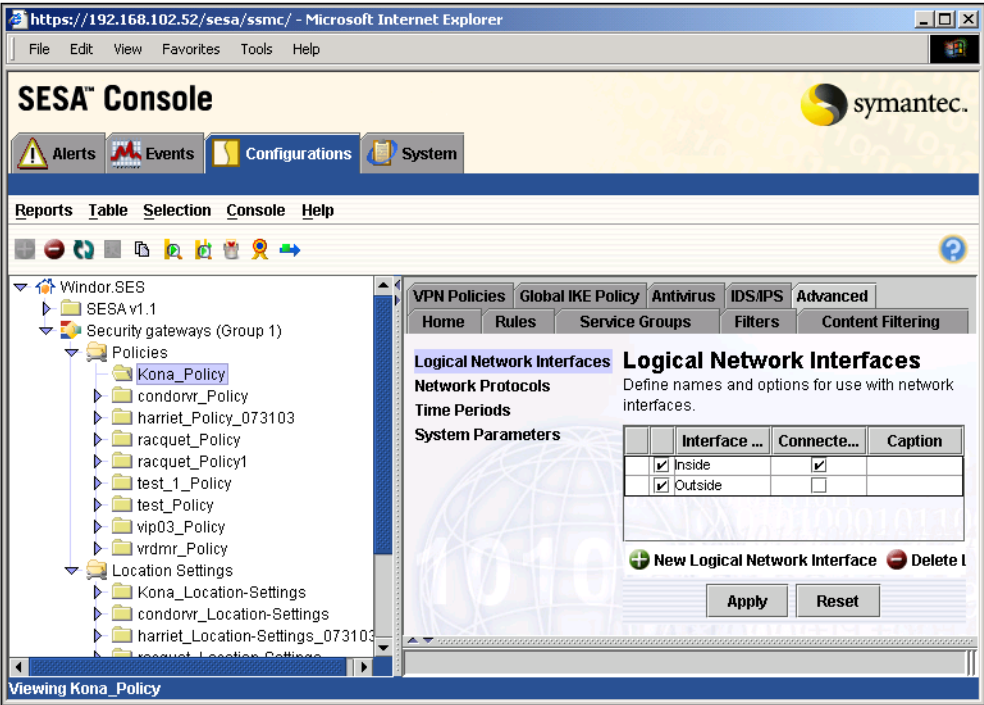 https://192.168.102.52/sesa/ssmc/ - Microsoft Internet Explorer
File Edit View Favorites Tools Help
SESA™ Console
symantec.
Alerts Events Configurations System
Reports Table Selection Console Help
Windor.SES
SESA v1.1
Security gateways (Group 1)
Policies
Kona_Policy
condorvr_Policy
harriet_Policy_073103
racquet_Policy
racquet_Policy1
test_1_Policy
test_Policy
vip03_Policy
vrdmr_Policy
Location Settings
Kona_Location-Settings
condorvr_Location-Settings
harriet_Location-Settings_073103
VPN Policies Global IKE Policy Antivirus IDS/IPS Advanced
Home Rules Service Groups Filters Content Filtering
Logical Network Interfaces
Network Protocols
Time Periods
System Parameters
Logical Network Interfaces
Define names and options for use with network
interfaces.
Interface ... Connecte... Caption
Inside
Outside
New Logical Network Interface Delete L
Apply Reset
Viewing Kona_Policy